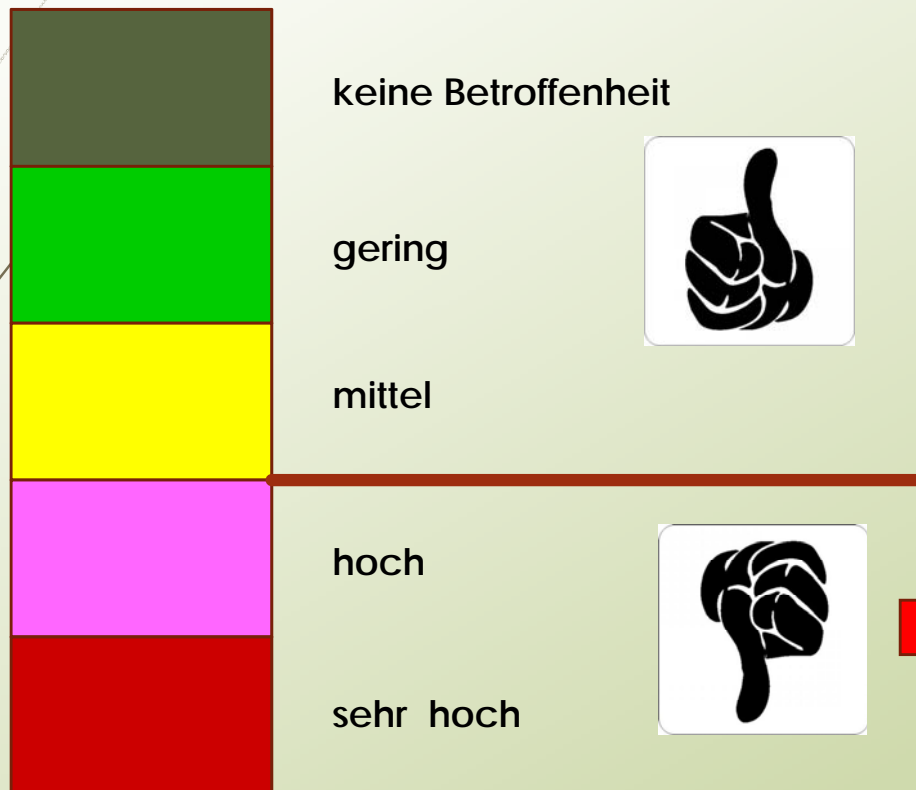 keine Betroffenheit
gering
mittel
hoch
sehr hoch